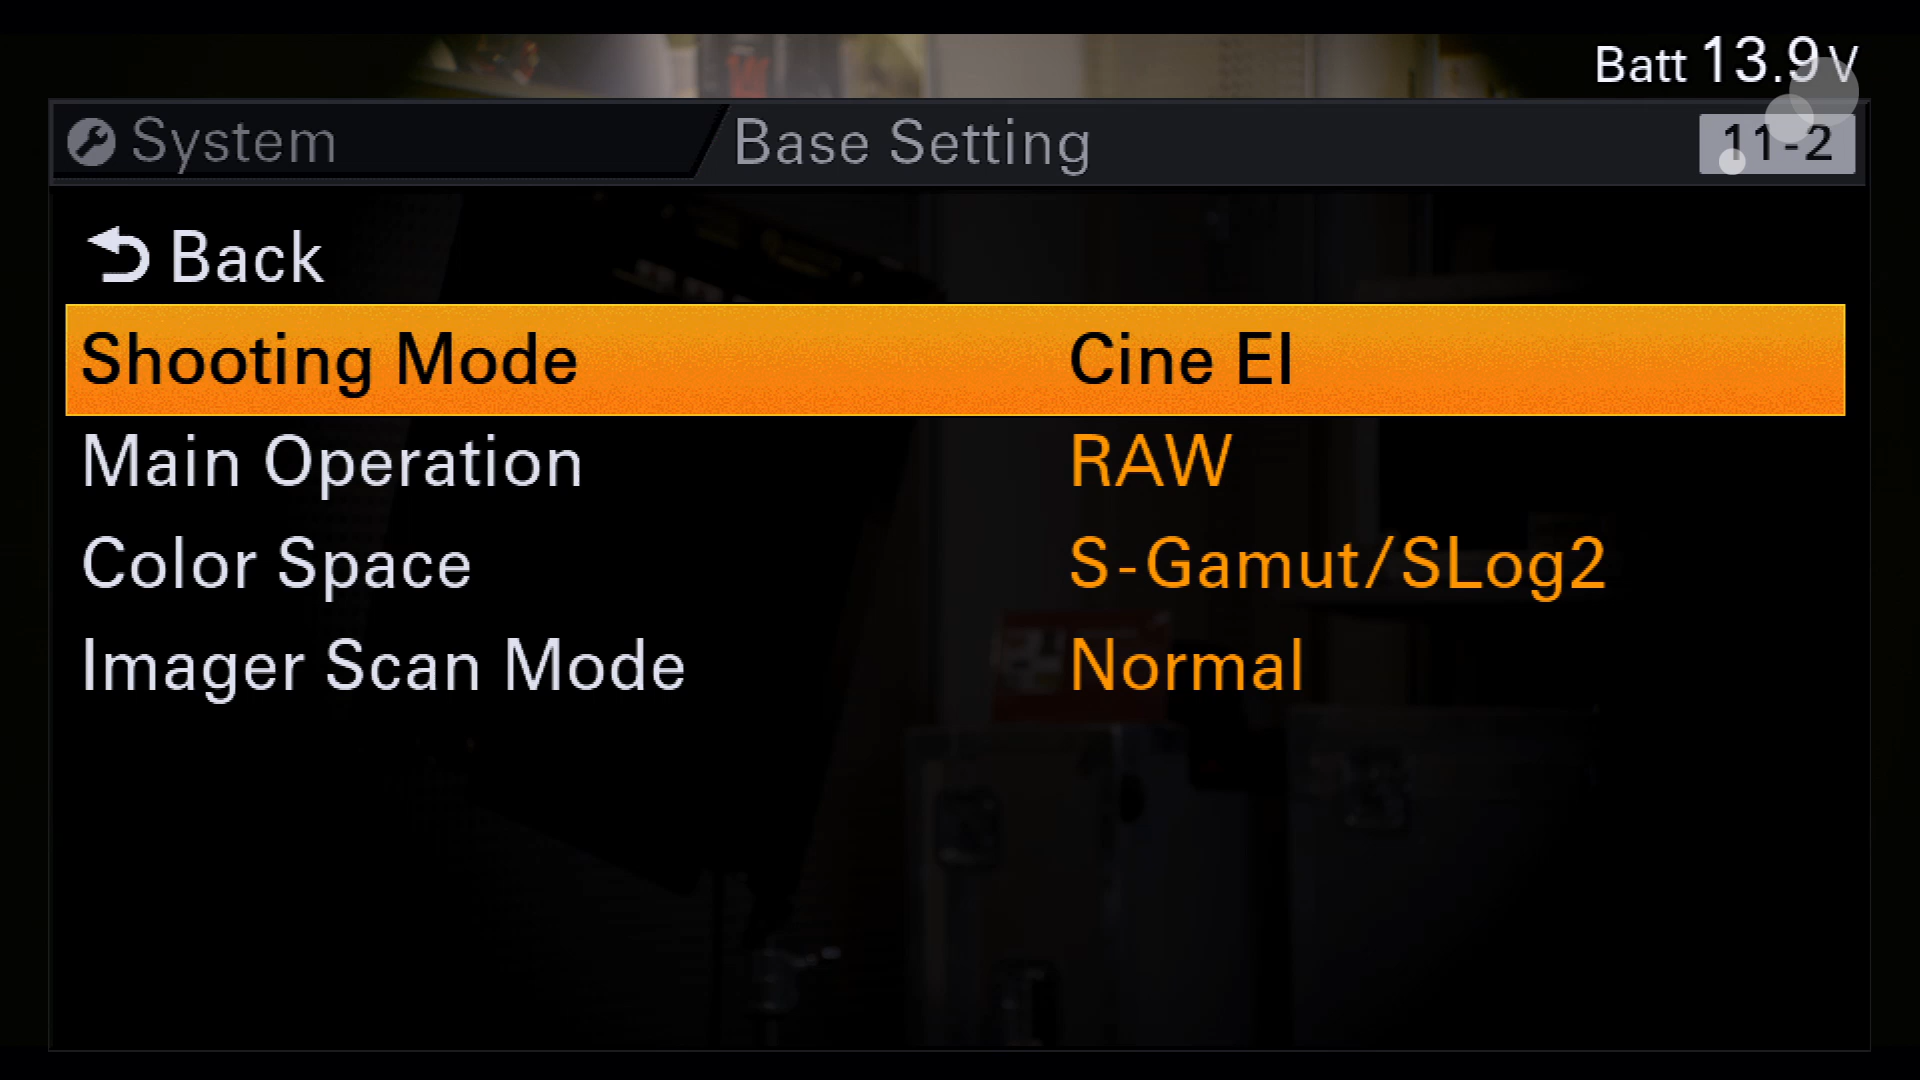 Batt 13.9V
System Base Setting 11-2
Back
Shooting Mode Cine EI
Main Operation RAW
Color Space S-Gamut/SLog2
Imager Scan Mode Normal